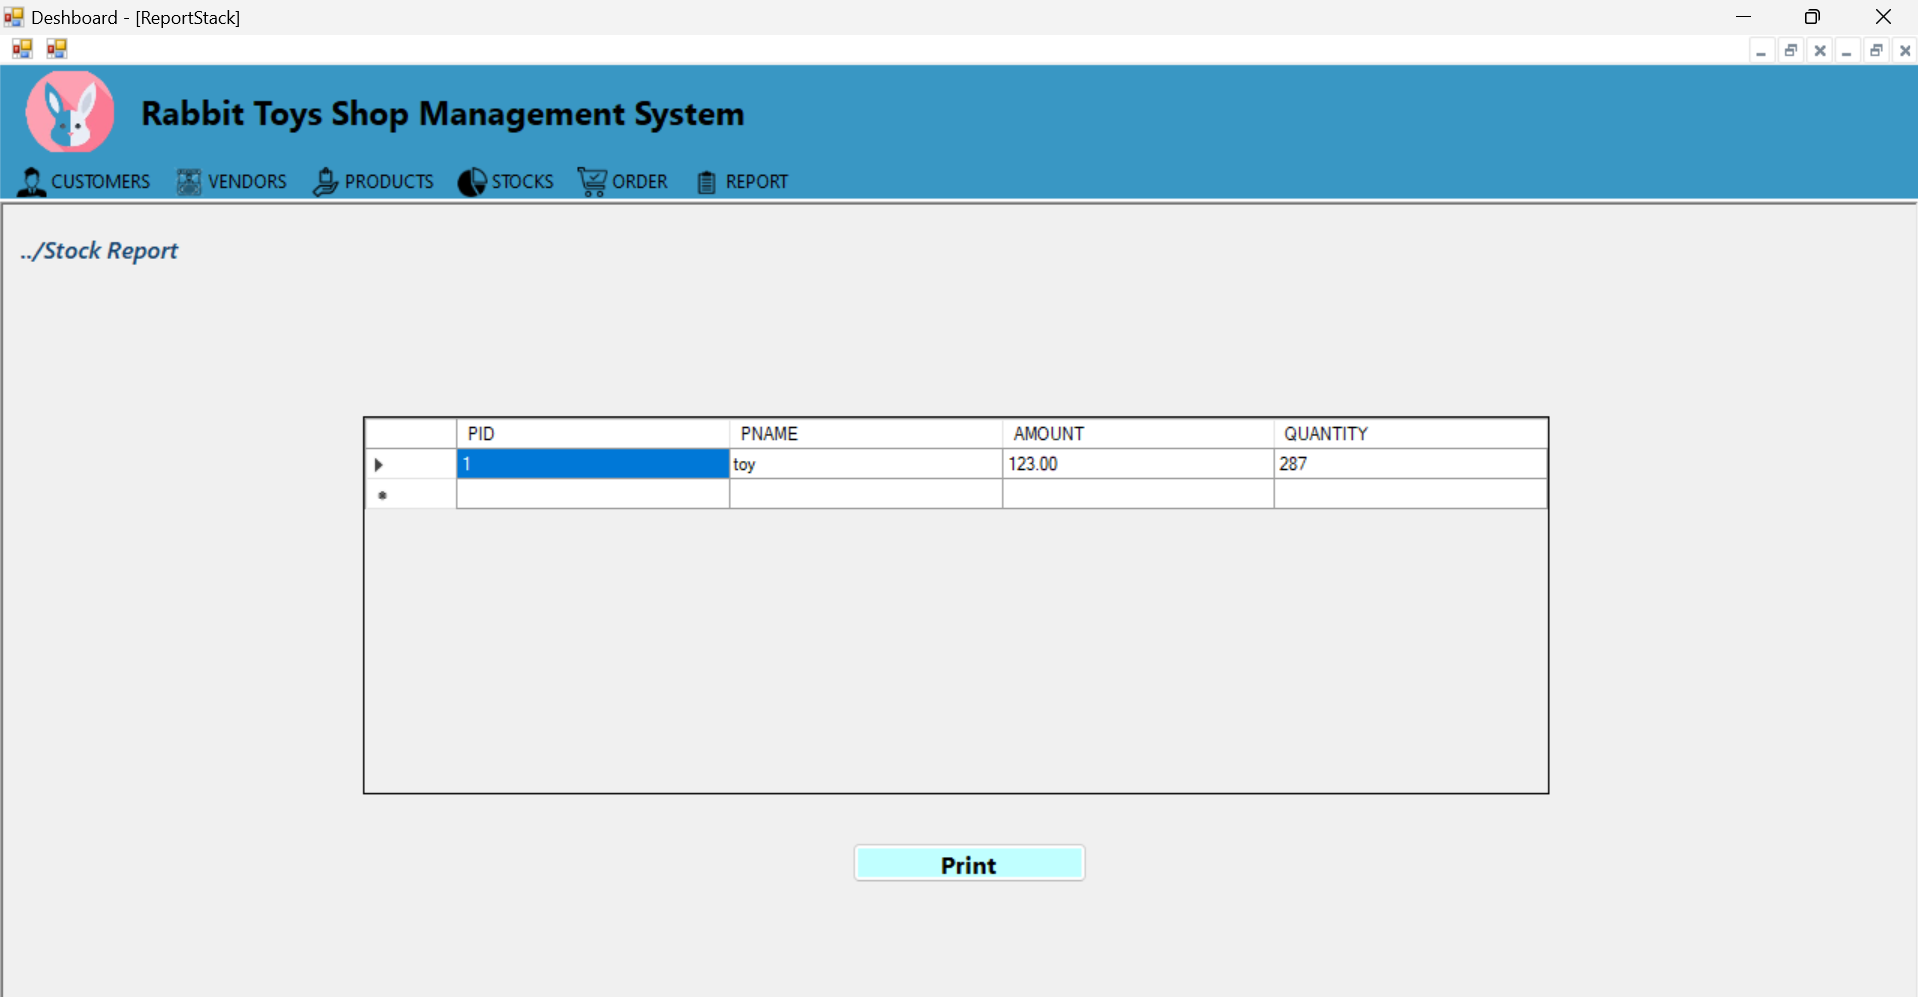 Deshboard - [ReportStack]
Rabbit Toys Shop Management System
CUSTOMERS VENDORS PRODUCTS STOCKS ORDER REPORT
../Stock Report
PID PNAME AMOUNT QUANTITY
1 toy 123.00 287
Print